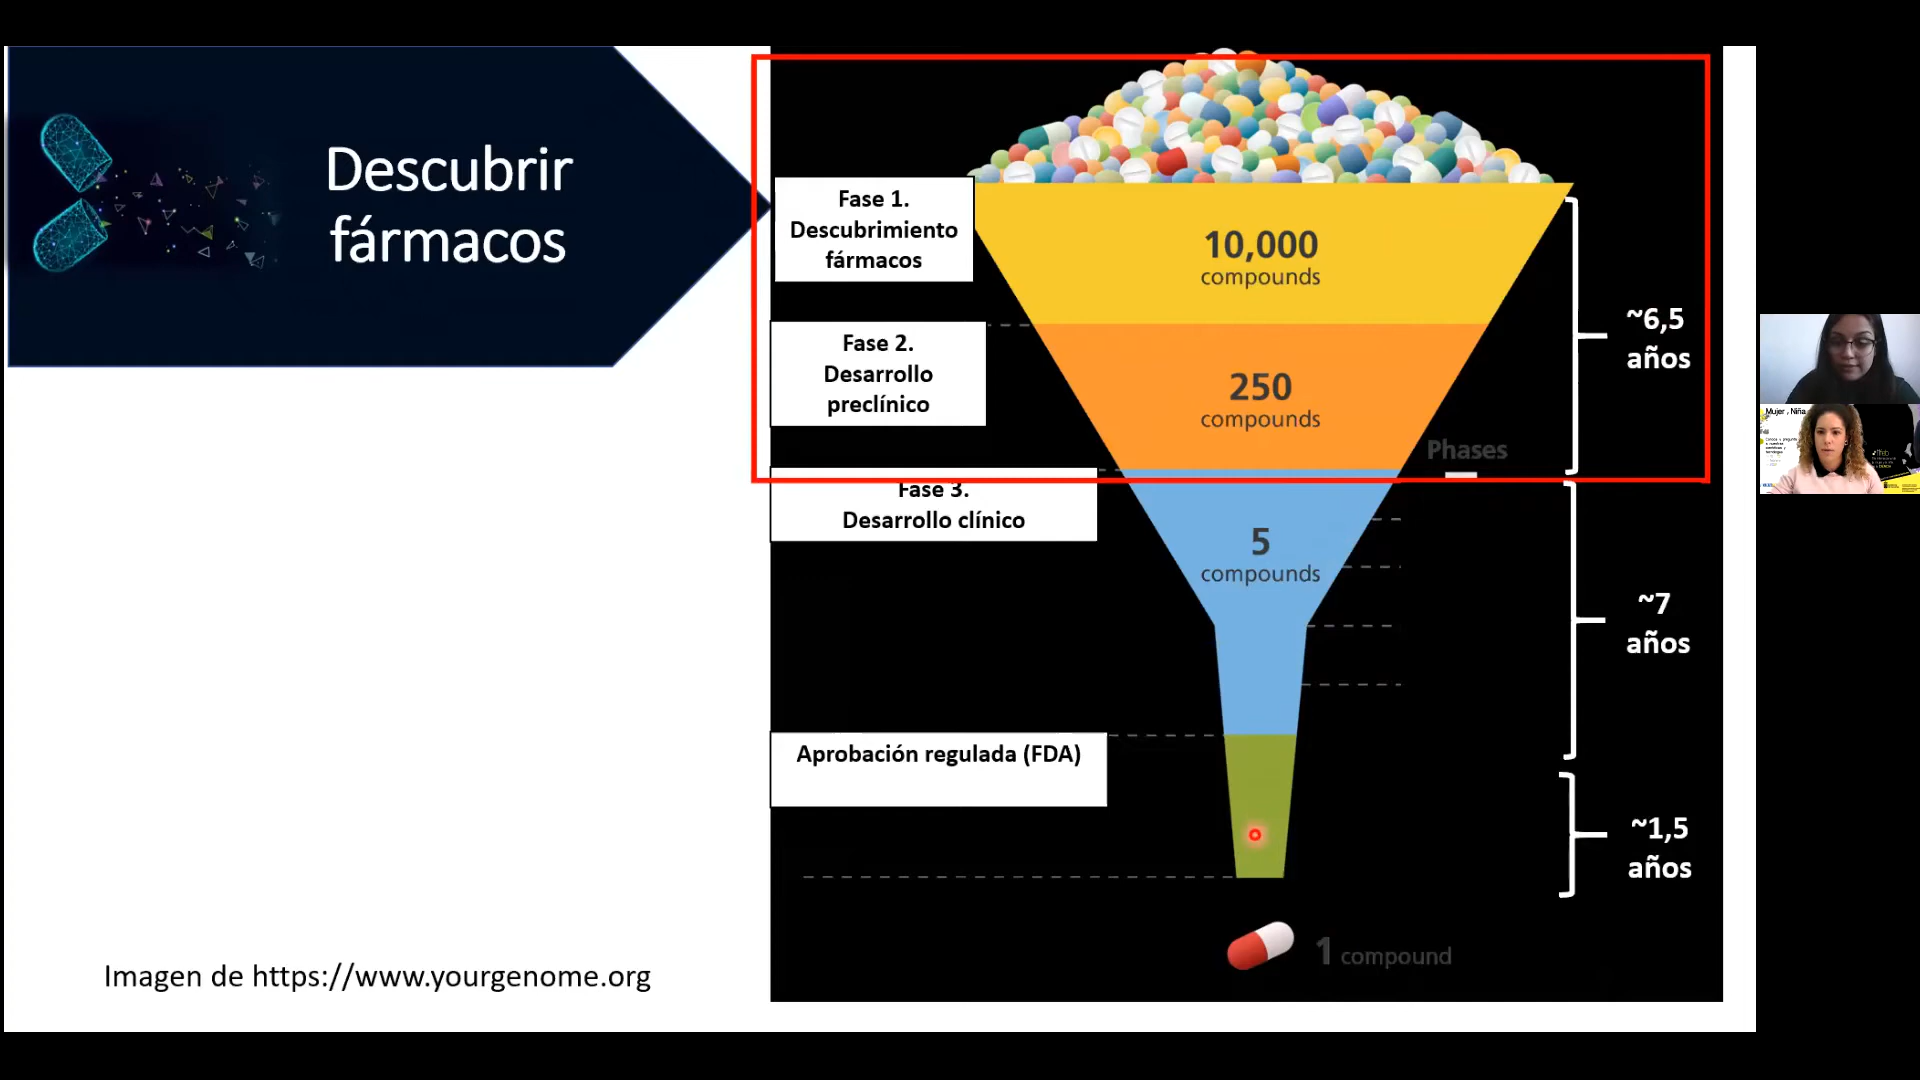 Descubrir
fármacos
Fase 1.
Descubrimiento
fármacos
10,000
compounds
~6,5
años
Fase 2.
Desarrollo
preclínico
250
compounds
Phases
Fase 3.
Desarrollo clínico
5
compounds
~7
años
Aprobación regulada (FDA)
~1,5
años
1 compound
Imagen de https://www.yourgenome.org
Mujer, Niña